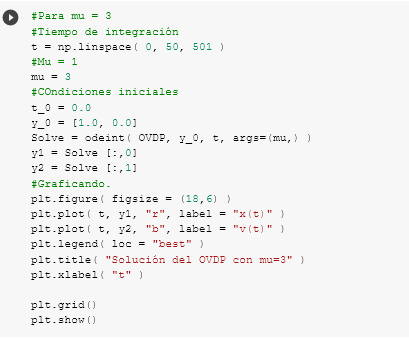 #Para mu = 3
#Tiempo de integración
t = np.linspace( 0, 50, 501 )
#Mu = 1
mu = 3
#COndiciones iniciales
t_0 = 0.0
y_0 = [1.0, 0.0]
Solve = odeint( OVDP, y_0, t, args=(mu,) )
y1 = Solve [:,0]
y2 = Solve [:,1]
#Graficando.
plt.figure( figsize = (18,6) )
plt.plot( t, y1, "r", label = "x(t)" )
plt.plot( t, y2, "b", label = "v(t)" )
plt.legend( loc = "best" )
plt.title( "Solución del OVDP con mu=3" )
plt.xlabel( "t" )
plt.grid()
plt.show()